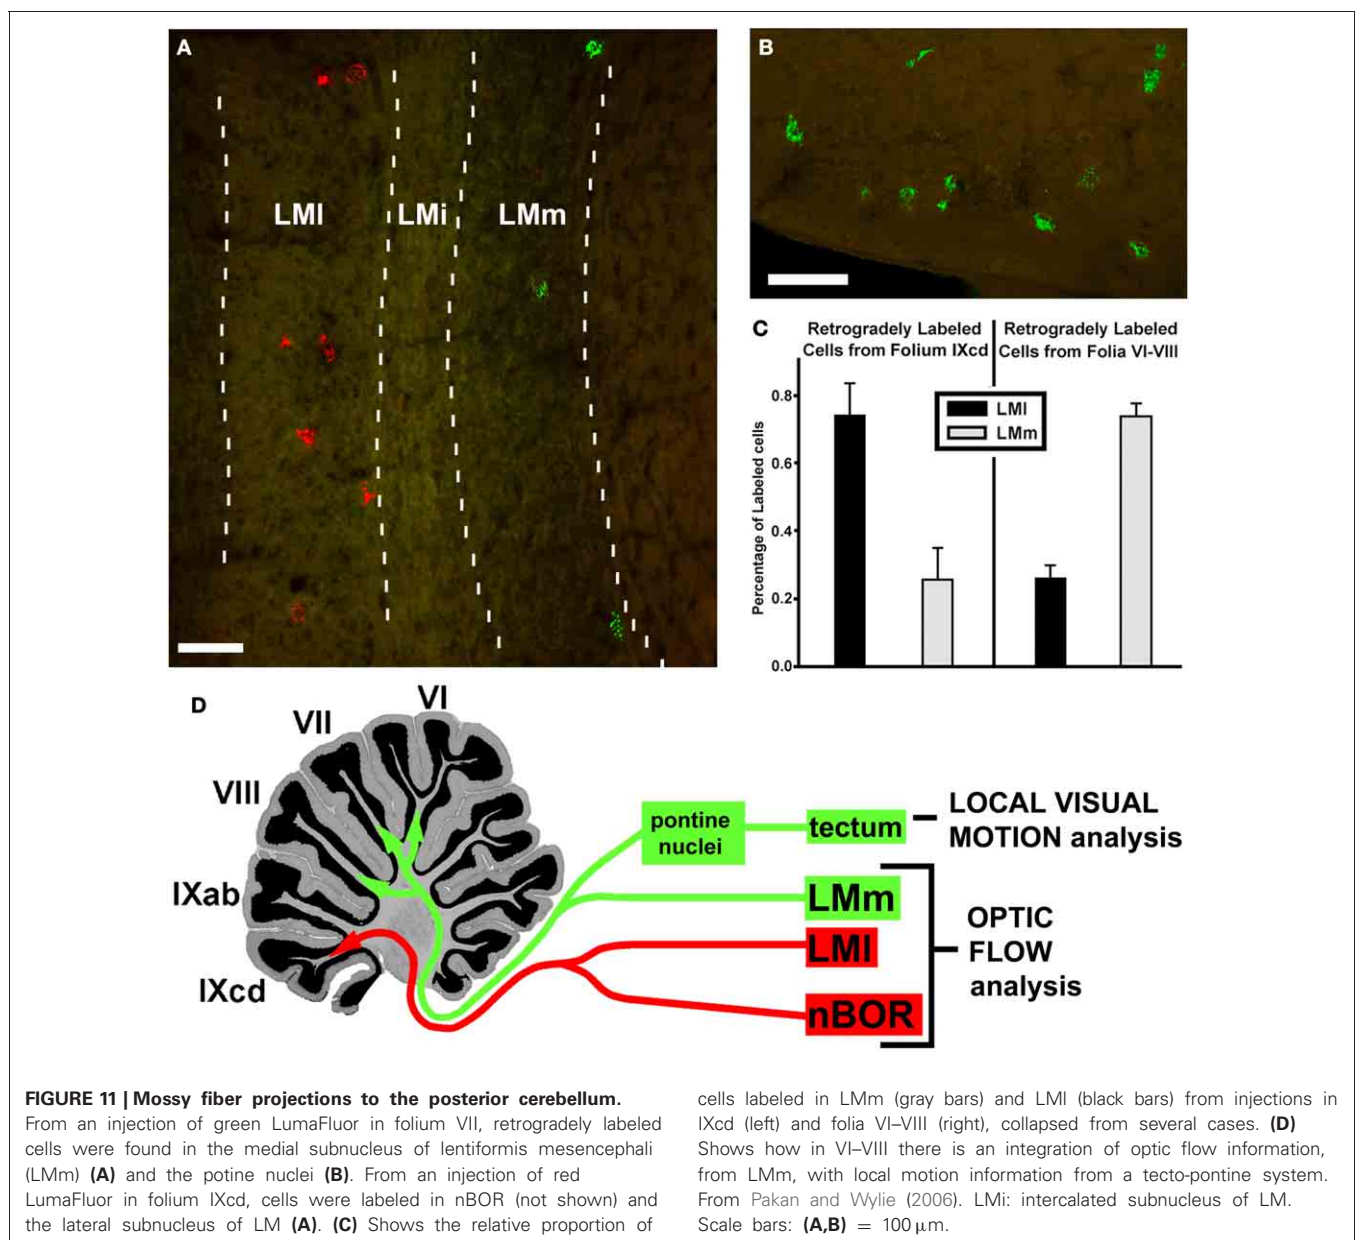 A
LMl
LMi
LMm
B
C
Retrogradely Labeled
Cells from Folium IXcd
Retrogradely Labeled
Cells from Folia VI-VIII
LMl
LMm
Percentage of Labeled cells
0.8
0.6
0.4
0.2
0.0
D
VI
VII
VIII
IXab
IXcd
pontine
nuclei
tectum
LMm
LMl
nBOR
LOCAL VISUAL
MOTION analysis
OPTIC
FLOW
analysis
FIGURE 11 | Mossy fiber projections to the posterior cerebellum.
From an injection of green LumaFluor in folium VII, retrogradely labeled
cells were found in the medial subnucleus of lentiformis mesencephali
(LMm) (A) and the potine nuclei (B). From an injection of red
LumaFluor in folium IXcd, cells were labeled in nBOR (not shown) and
the lateral subnucleus of LM (A). (C) Shows the relative proportion of
cells labeled in LMm (gray bars) and LMl (black bars) from injections in
IXcd (left) and folia VI–VIII (right), collapsed from several cases. (D)
Shows how in VI–VIII there is an integration of optic flow information,
from LMm, with local motion information from a tecto-pontine system.
From Pakan and Wylie (2006). LMi: intercalated subnucleus of LM.
Scale bars: (A,B) = 100 μm.